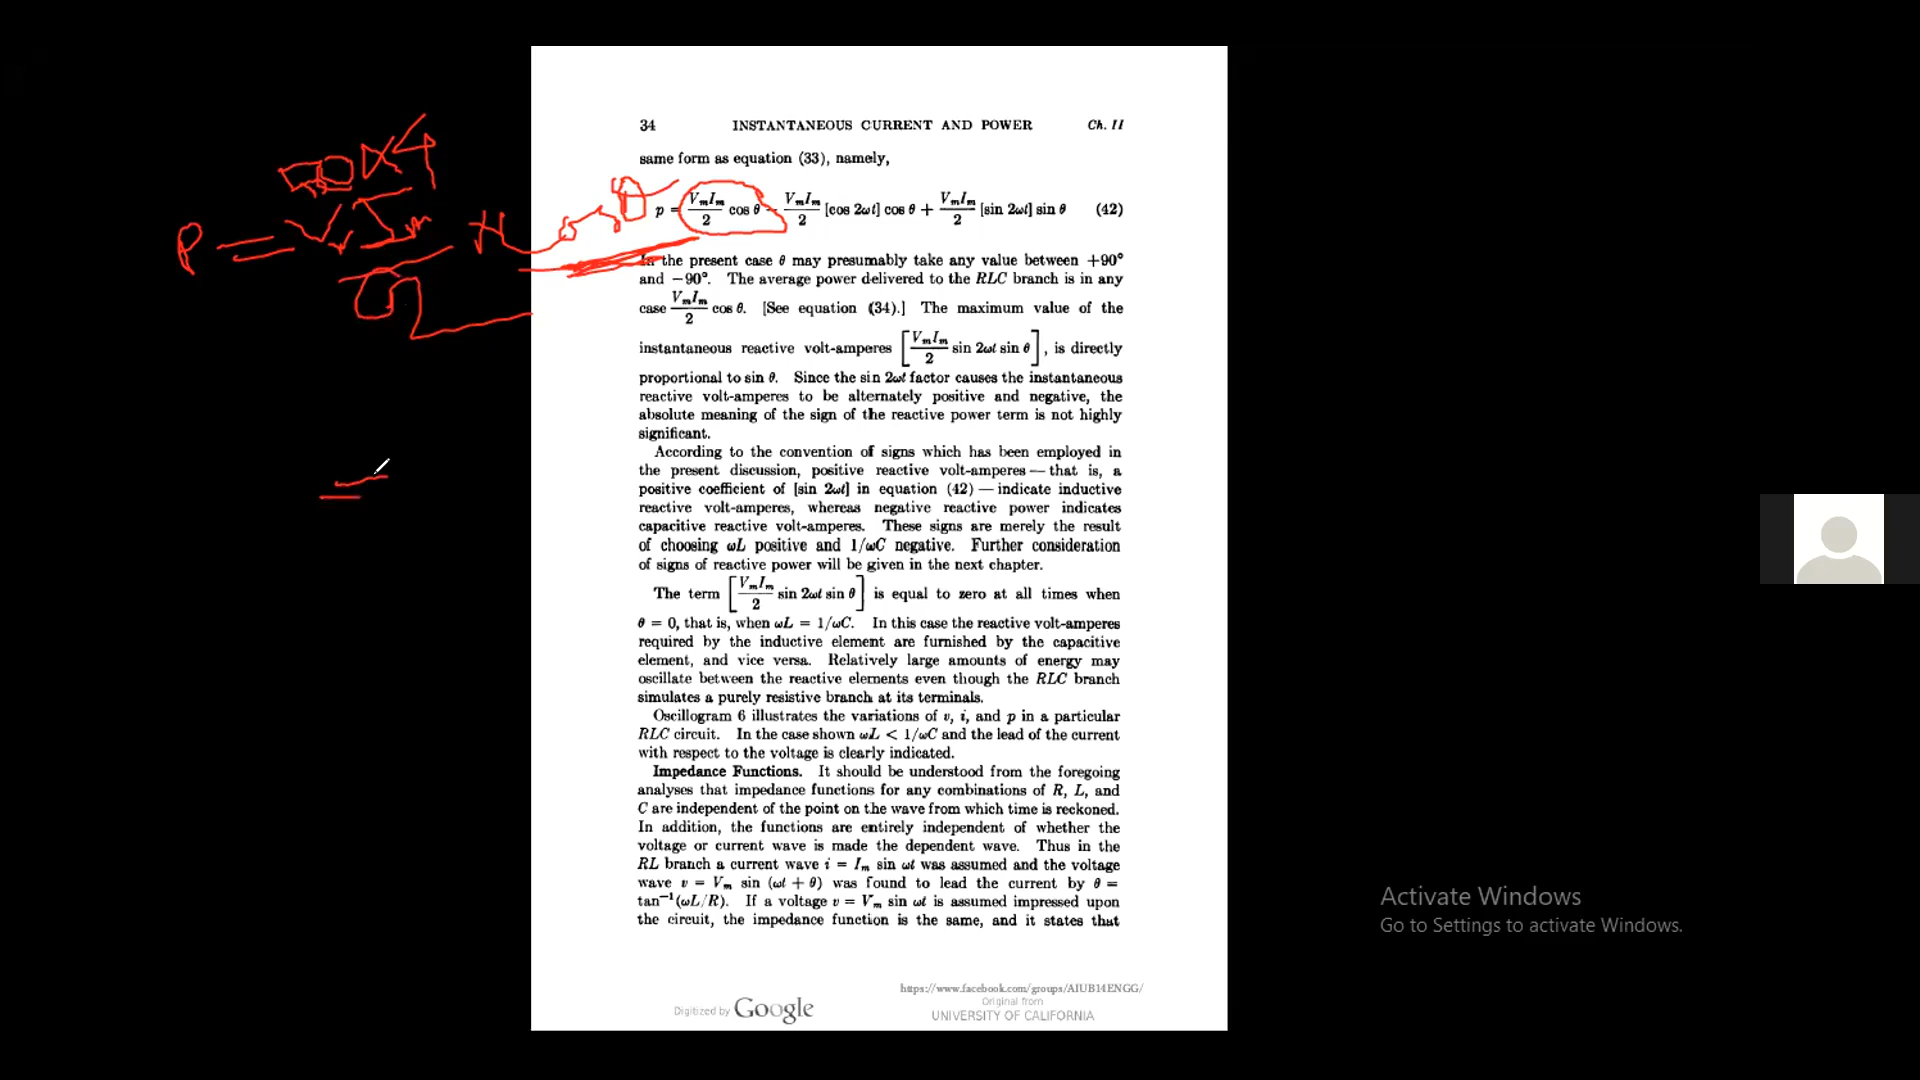 34 INSTANTANEOUS CURRENT AND POWER Ch. II
same form as equation (33), namely,
50×4
P = VmIm/2 × cos θ
p = VmIm/2 cos θ − VmIm/2 [cos 2ωt] cos θ + VmIm/2 [sin 2ωt] sin θ (42)
In the present case θ may presumably take any value between +90°
and −90°. The average power delivered to the RLC branch is in any
case VmIm/2 cos θ. [See equation (34).] The maximum value of the
instantaneous reactive volt-amperes [VmIm/2 sin 2ωt sin θ], is directly
proportional to sin θ. Since the sin 2ωt factor causes the instantaneous
reactive volt-amperes to be alternately positive and negative, the
absolute meaning of the sign of the reactive power term is not highly
significant.
According to the convention of signs which has been employed in
the present discussion, positive reactive volt-amperes — that is, a
positive coefficient of [sin 2ωt] in equation (42) — indicate inductive
reactive volt-amperes, whereas negative reactive power indicates
capacitive reactive volt-amperes. These signs are merely the result
of choosing ωL positive and 1/ωC negative. Further consideration
of signs of reactive power will be given in the next chapter.
The term [VmIm/2 sin 2ωt sin θ] is equal to zero at all times when
θ = 0, that is, when ωL = 1/ωC. In this case the reactive volt-amperes
required by the inductive element are furnished by the capacitive
element, and vice versa. Relatively large amounts of energy may
oscillate between the reactive elements even though the RLC branch
simulates a purely resistive branch at its terminals.
Oscillogram 6 illustrates the variations of v, i, and p in a particular
RLC circuit. In the case shown ωL < 1/ωC and the lead of the current
with respect to the voltage is clearly indicated.
Impedance Functions. It should be understood from the foregoing
analyses that impedance functions for any combinations of R, L, and
C are independent of the point on the wave from which time is reckoned.
In addition, the functions are entirely independent of whether the
voltage or current wave is made the dependent wave. Thus in the
RL branch a current wave i = Im sin ωt was assumed and the voltage
wave v = Vm sin (ωt + θ) was found to lead the current by θ =
tan⁻¹(ωL/R). If a voltage v = Vm sin ωt is assumed impressed upon
the circuit, the impedance function is the same, and it states that
https://www.facebook.com/groups/AIUB14ENGG/
Digitized by Google
Original from
UNIVERSITY OF CALIFORNIA
Activate Windows
Go to Settings to activate Windows.